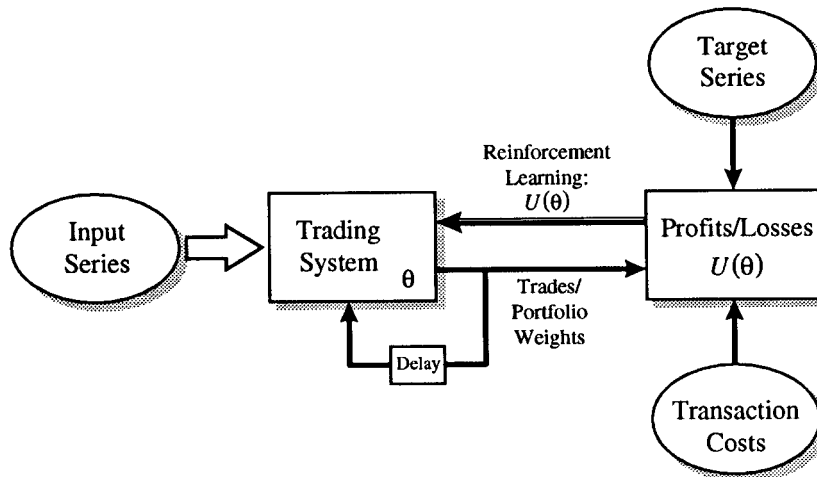 Target
Series
Reinforcement
Learning:
U(θ)
Input
Series
Trading
System
θ
Profits/Losses
U(θ)
Trades/
Portfolio
Weights
Delay
Transaction
Costs